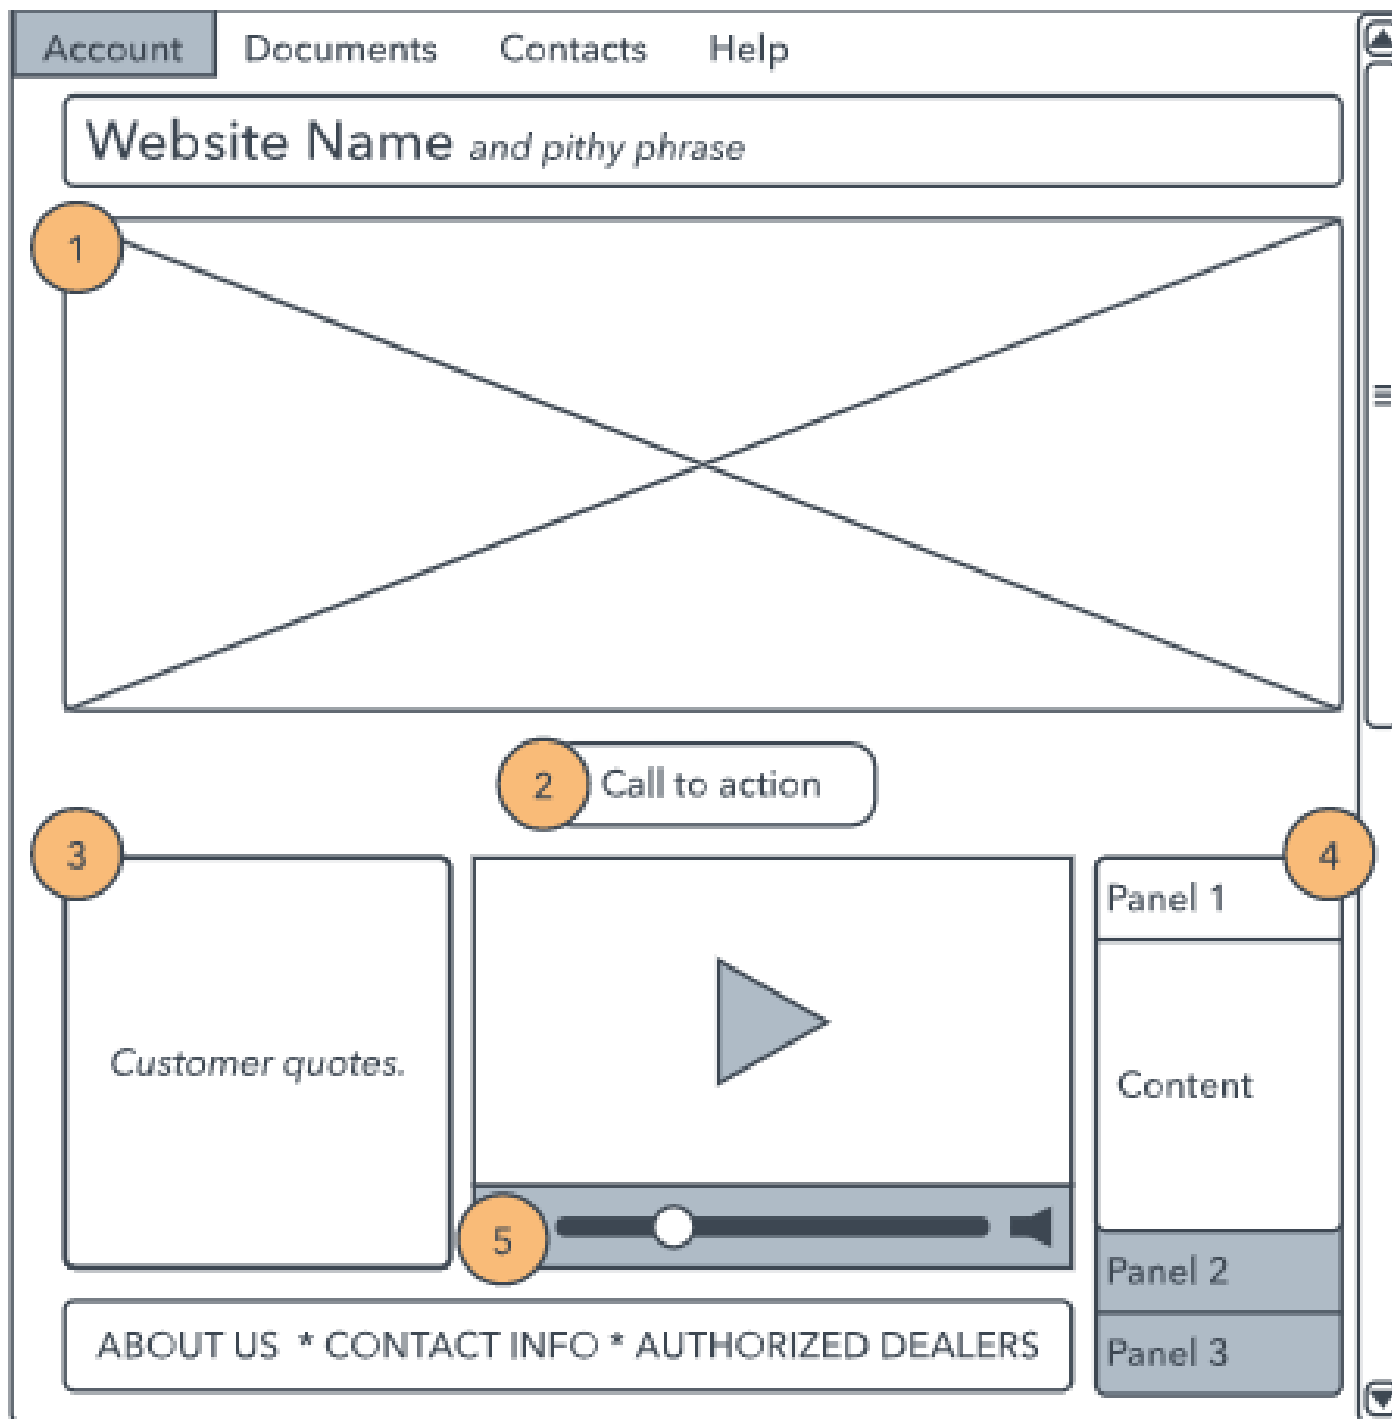 Account Documents Contacts Help
Website Name and pithy phrase
1
2 Call to action
3
4
Panel 1
Customer quotes.
Content
5
Panel 2
ABOUT US * CONTACT INFO * AUTHORIZED DEALERS
Panel 3